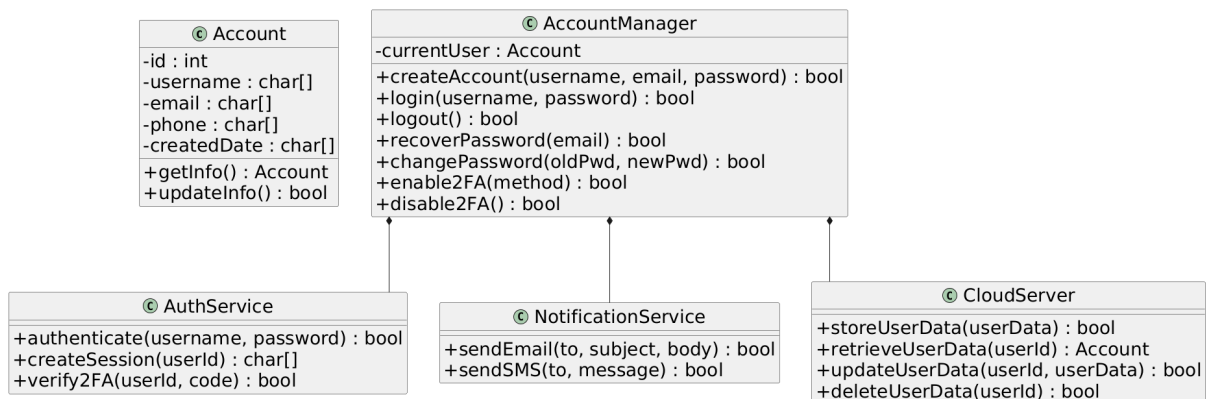 C Account
-id : int
-username : char[]
-email : char[]
-phone : char[]
-createdDate : char[]
+getInfo() : Account
+updateInfo() : bool
C AccountManager
-currentUser : Account
+createAccount(username, email, password) : bool
+login(username, password) : bool
+logout() : bool
+recoverPassword(email) : bool
+changePassword(oldPwd, newPwd) : bool
+enable2FA(method) : bool
+disable2FA() : bool
C AuthService
+authenticate(username, password) : bool
+createSession(userId) : char[]
+verify2FA(userId, code) : bool
C NotificationService
+sendEmail(to, subject, body) : bool
+sendSMS(to, message) : bool
C CloudServer
+storeUserData(userData) : bool
+retrieveUserData(userId) : Account
+updateUserData(userId, userData) : bool
+deleteUserData(userId) : bool